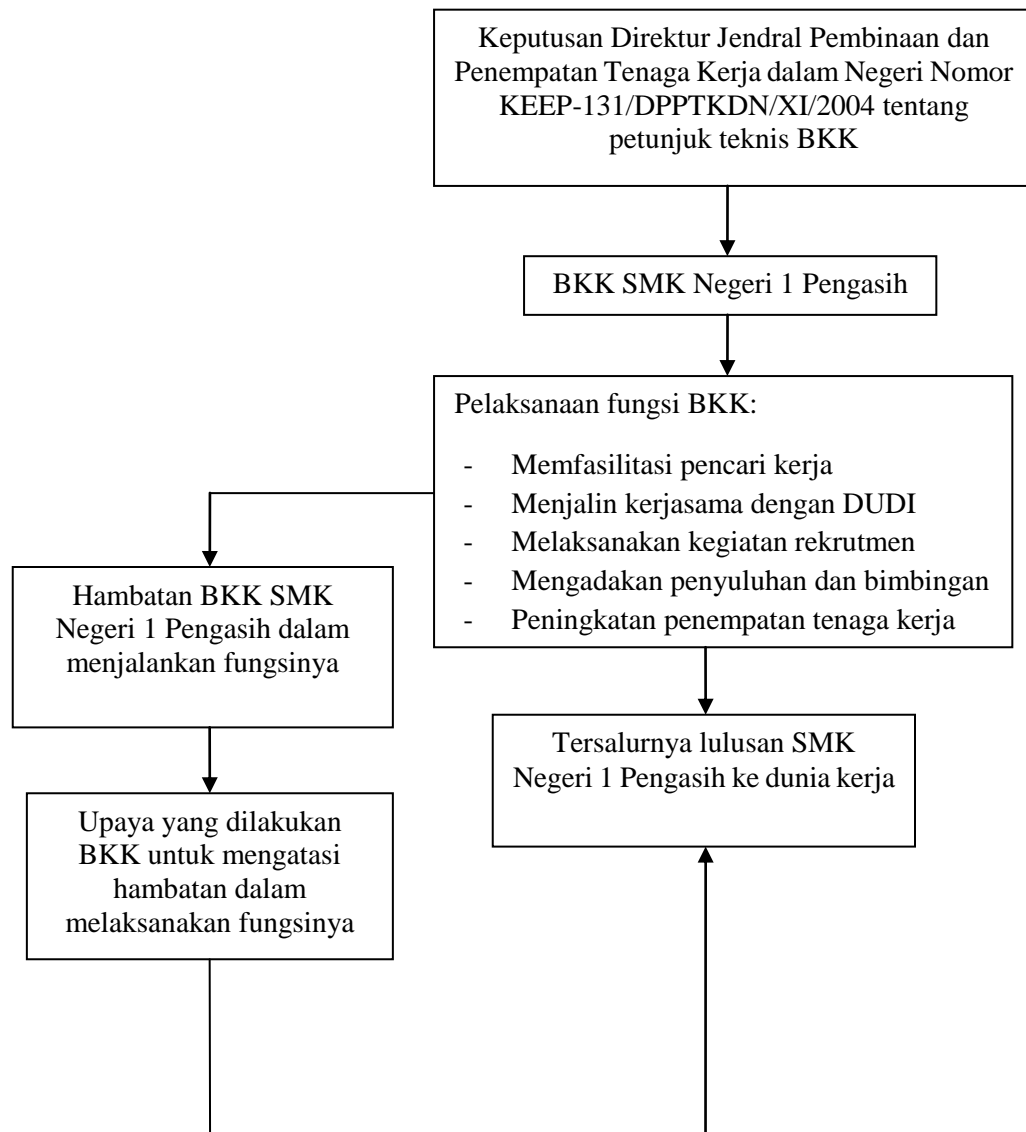 Keputusan Direktur Jendral Pembinaan dan
Penempatan Tenaga Kerja dalam Negeri Nomor
KEEP-131/DPPTKDN/XI/2004 tentang
petunjuk teknis BKK
BKK SMK Negeri 1 Pengasih
Pelaksanaan fungsi BKK:
- Memfasilitasi pencari kerja
- Menjalin kerjasama dengan DUDI
- Melaksanakan kegiatan rekrutmen
- Mengadakan penyuluhan dan bimbingan
- Peningkatan penempatan tenaga kerja
Hambatan BKK SMK
Negeri 1 Pengasih dalam
menjalankan fungsinya
Tersalurnya lulusan SMK
Negeri 1 Pengasih ke dunia kerja
Upaya yang dilakukan
BKK untuk mengatasi
hambatan dalam
melaksanakan fungsinya